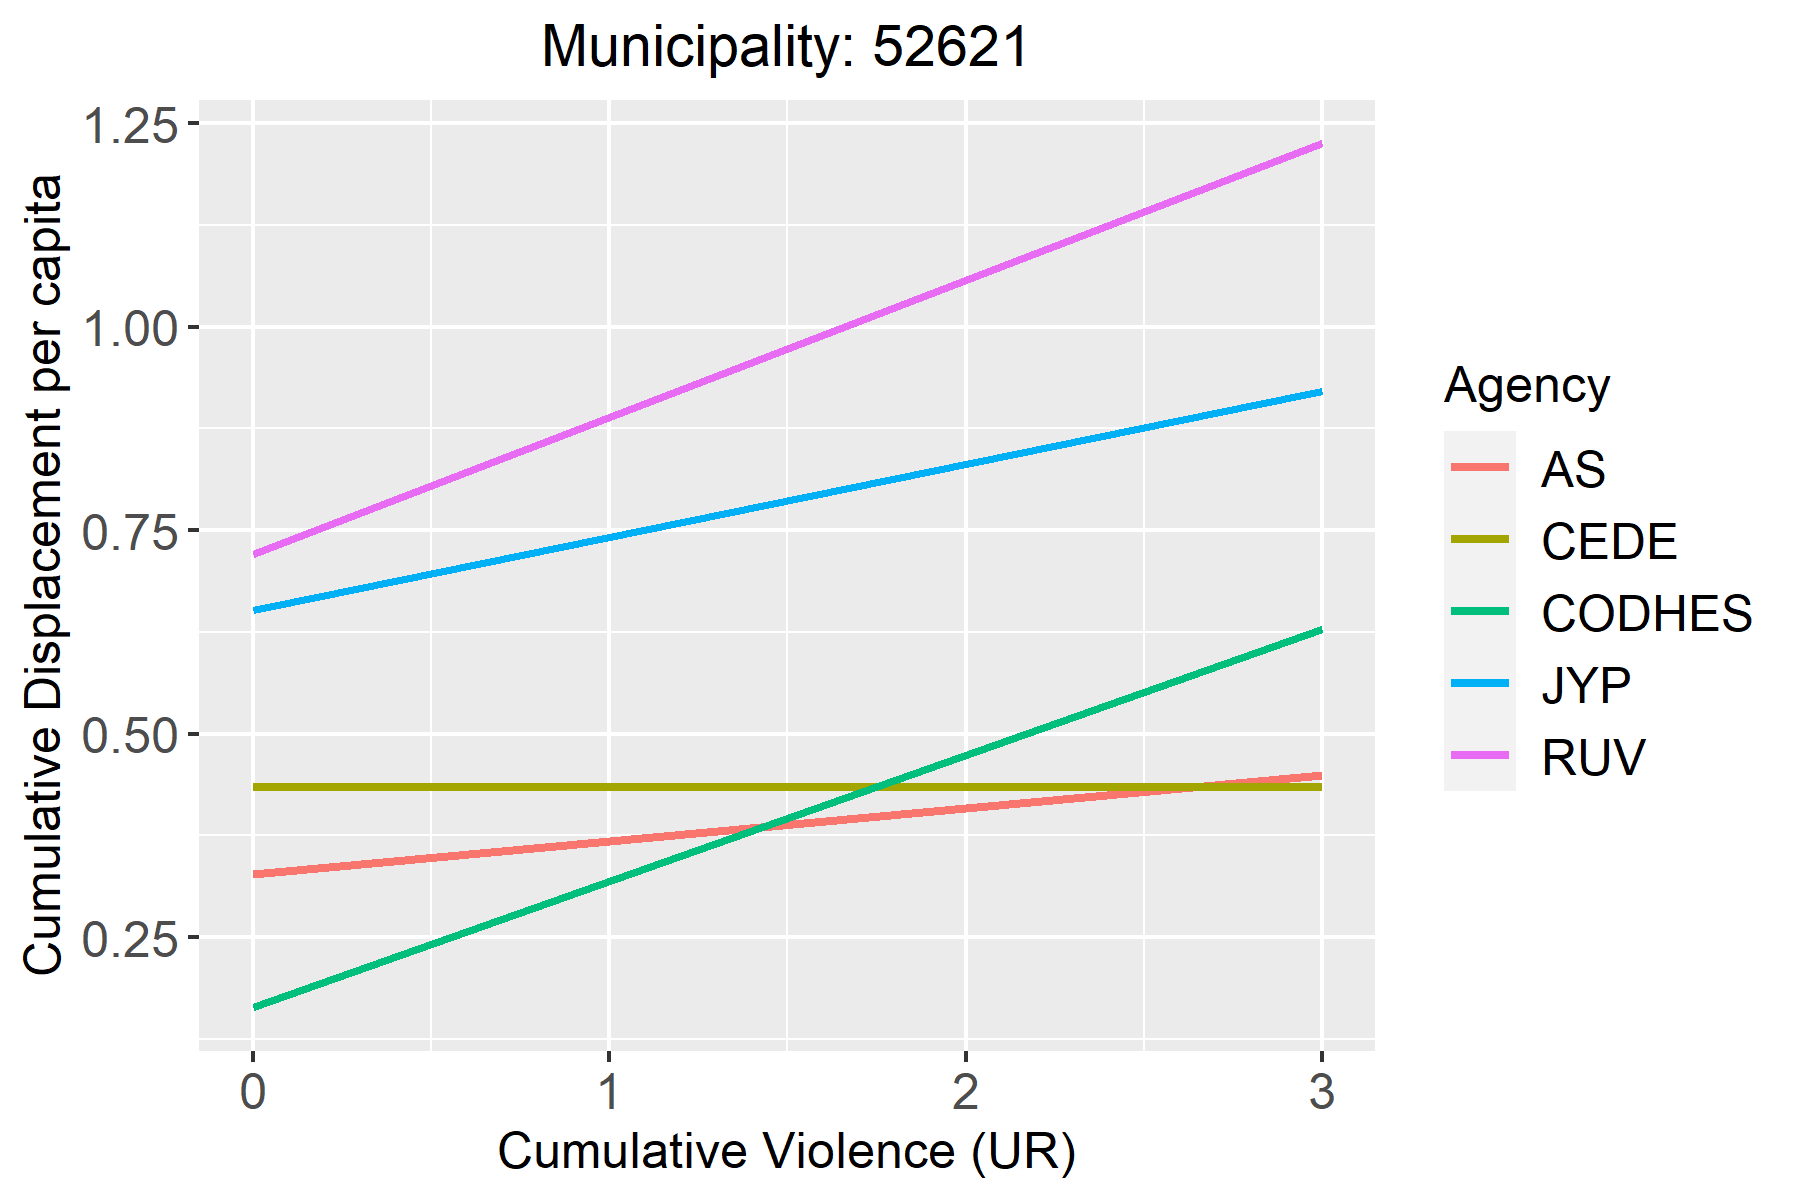 Municipality: 52621
Cumulative Displacement per capita
1.25
1.00
0.75
0.50
0.25
0
1
2
3
Cumulative Violence (UR)
Agency
AS
CEDE
CODHES
JYP
RUV